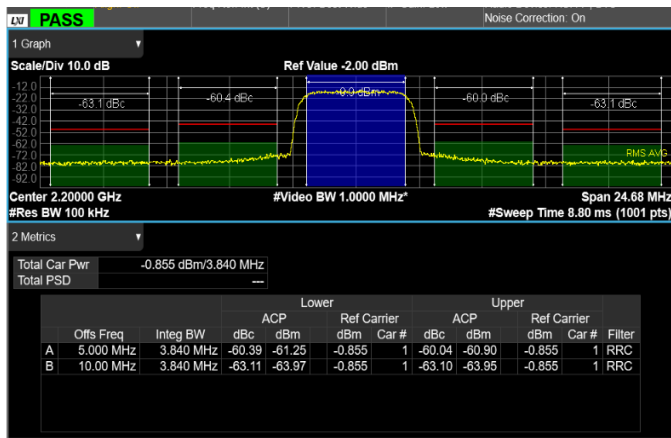 LXI PASS
Noise Correction: On
1 Graph
Scale/Div 10.0 dB Ref Value -2.00 dBm
-12.0
-22.0
-32.0
-42.0
-52.0
-62.0
-72.0
-82.0
-92.0
-63.1 dBc -60.4 dBc -60.0 dBc -63.1 dBc
RMS AVG
Center 2.20000 GHz #Video BW 1.0000 MHz* Span 24.68 MHz
#Res BW 100 kHz #Sweep Time 8.80 ms (1001 pts)
2 Metrics
Total Car Pwr -0.855 dBm/3.840 MHz
Total PSD ---
Lower Upper
ACP Ref Carrier ACP Ref Carrier
Offs Freq Integ BW dBc dBm dBm Car # dBc dBm dBm Car # Filter
A 5.000 MHz 3.840 MHz -60.39 -61.25 -0.855 1 -60.04 -60.90 -0.855 1 RRC
B 10.00 MHz 3.840 MHz -63.11 -63.97 -0.855 1 -63.10 -63.95 -0.855 1 RRC